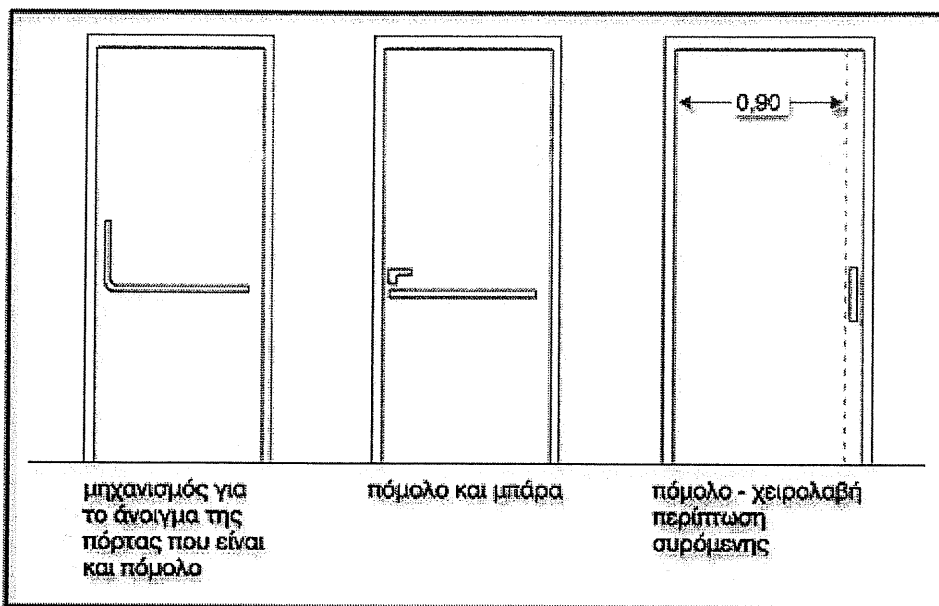 0,90
μηχανισμός για
το άνοιγμα της
πόρτας που είναι
και πόμολο
πόμολο και μπάρα
πόμολο - χειρολαβή
περίπτωση
συρόμενης